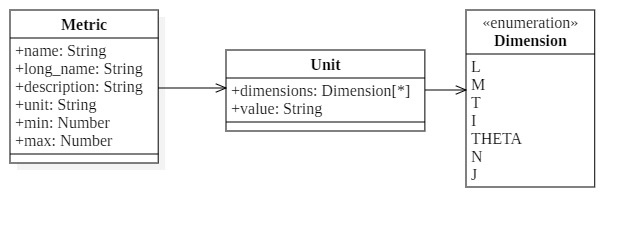 Metric
+name: String
+long_name: String
+description: String
+unit: String
+min: Number
+max: Number
Unit
+dimensions: Dimension[*]
+value: String
«enumeration»
Dimension
L
M
T
I
THETA
N
J